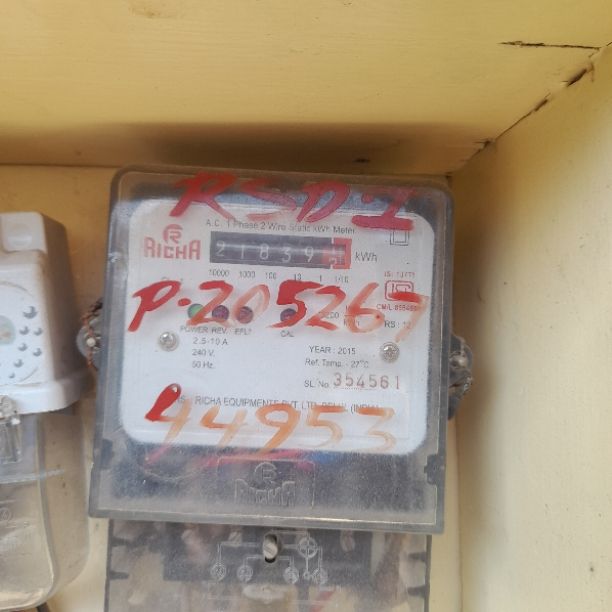 RSD-I
A.C. 1 Phase 2 Wire Static kWh Meter
RICHA
21839
kWh
10000 1000 100 10 1 1/10
P-205267
POWER REV. EFL
CAL
2.5-10 A
240 V.
50 Hz.
YEAR : 2015
Ref. Temp. - 27°C
SL. No. 354561
RICHA EQUIPMENTS PVT. LTD.
44953
RICHA